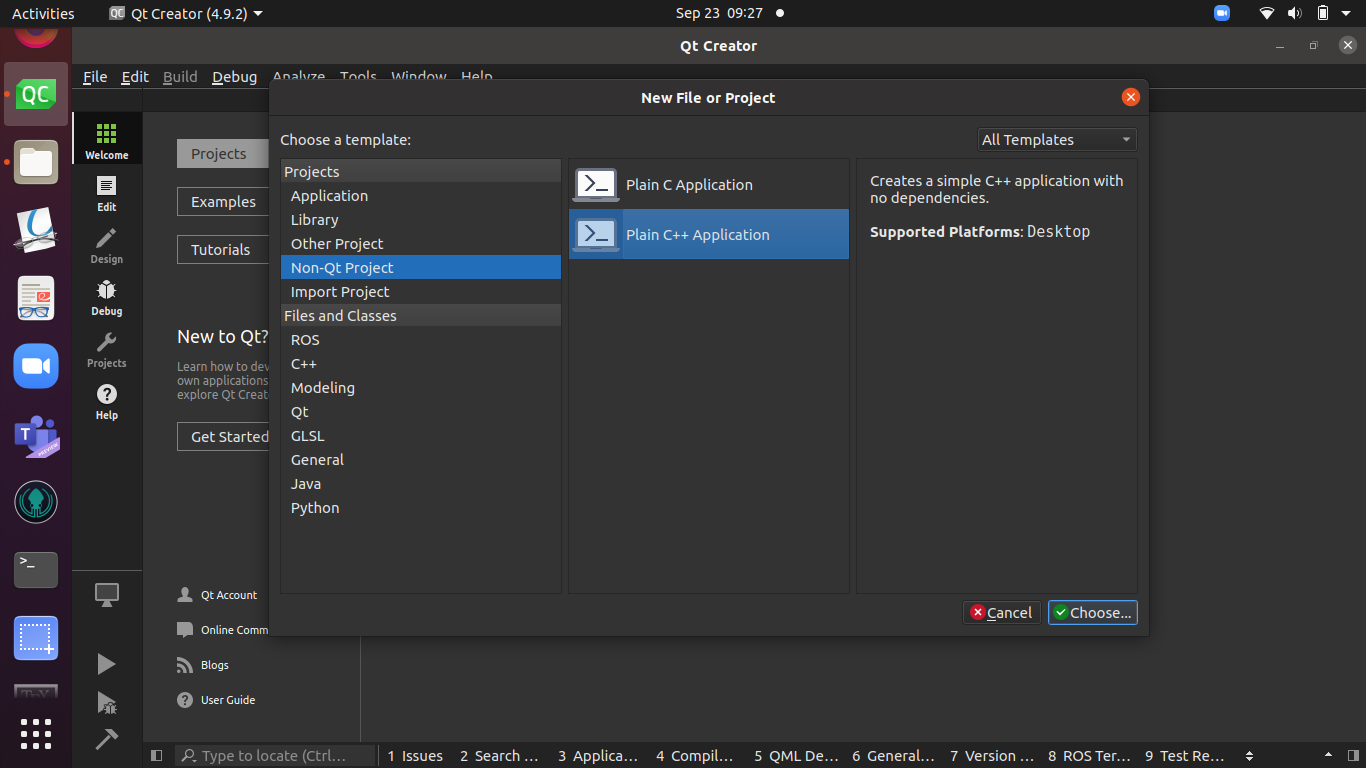 Activities
QC
Qt Creator (4.9.2)
Sep 23 09:27
Qt Creator
QC
File Edit Build Debug Analyze Tools Window Help
New File or Project
Choose a template:
All Templates
Welcome
Edit
Design
Debug
Projects
Help
Projects
Examples
Tutorials
New to Qt?
Learn how to dev
own applications
explore Qt Creat
Get Started
Qt Account
Online Comm
Blogs
User Guide
Projects
Application
Library
Other Project
Non-Qt Project
Import Project
Files and Classes
ROS
C++
Modeling
Qt
GLSL
General
Java
Python
Plain C Application
Plain C++ Application
Creates a simple C++ application with
no dependencies.
Supported Platforms: Desktop
Cancel
Choose...
T
PREVIEW
>_
Type to locate (Ctrl...
1 Issues
2 Search ...
3 Applica...
4 Compil...
5 QML De...
6 General...
7 Version ...
8 ROS Ter...
9 Test Re...